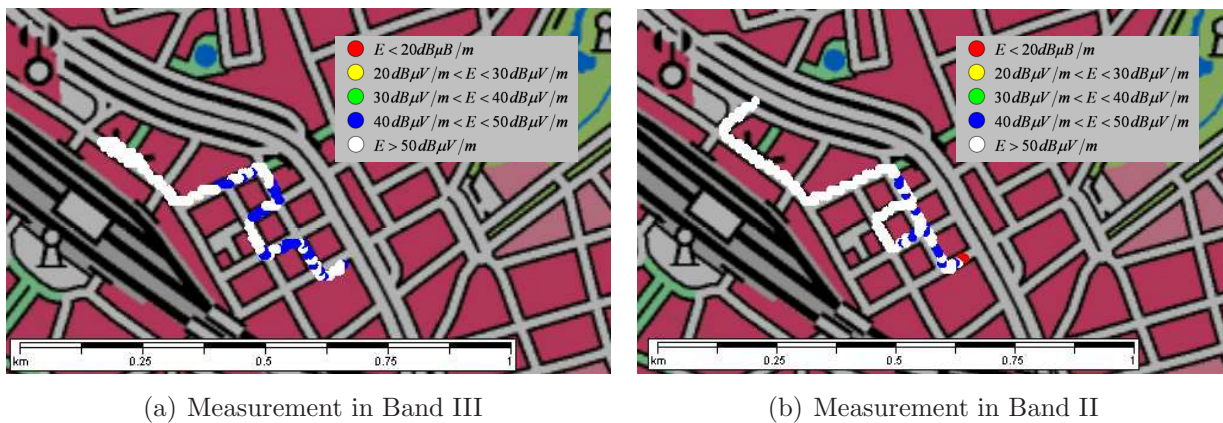 E < 20dBµB/m
20dBµV/m < E < 30dBµV/m
30dBµV/m < E < 40dBµV/m
40dBµV/m < E < 50dBµV/m
E > 50dBµV/m
km 0.25 0.5 0.75 1
(a) Measurement in Band III
E < 20dBµB/m
20dBµV/m < E < 30dBµV/m
30dBµV/m < E < 40dBµV/m
40dBµV/m < E < 50dBµV/m
E > 50dBµV/m
km 0.25 0.5 0.75 1
(b) Measurement in Band II